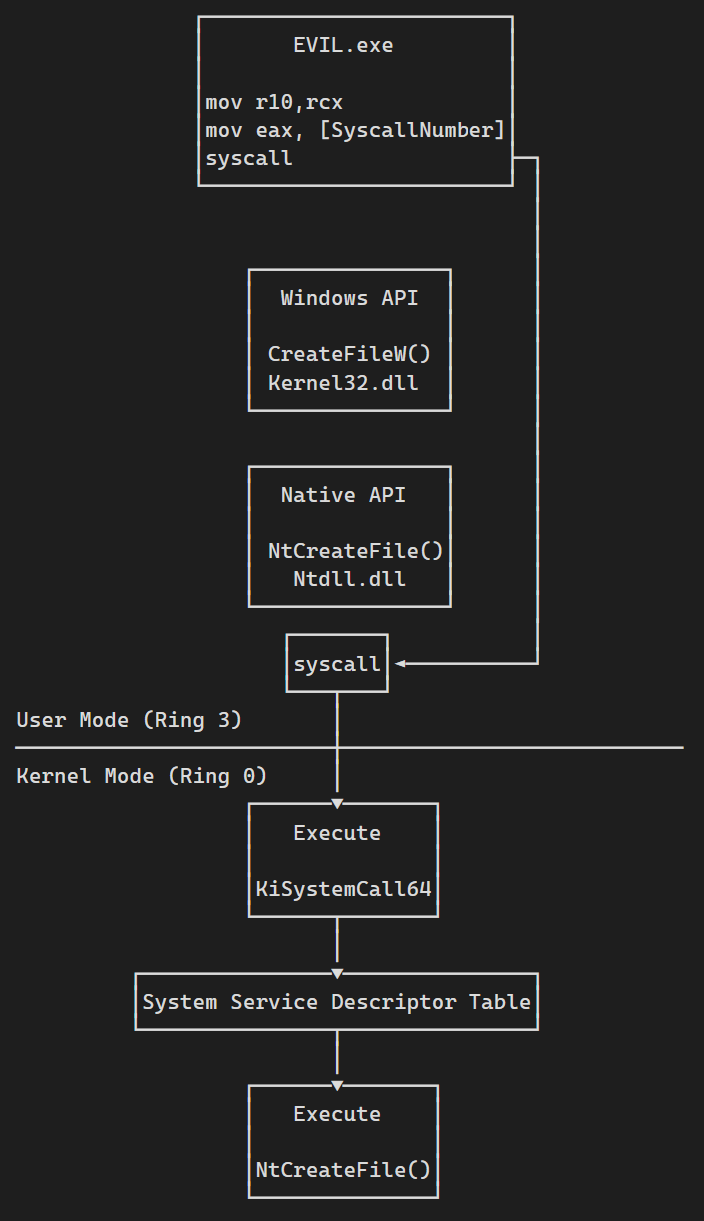 EVIL.exe
mov r10,rcx
mov eax, [SyscallNumber]
syscall
Windows API
CreateFileW()
Kernel32.dll
Native API
NtCreateFile()
Ntdll.dll
syscall
User Mode (Ring 3)
Kernel Mode (Ring 0)
Execute
KiSystemCall64
System Service Descriptor Table
Execute
NtCreateFile()